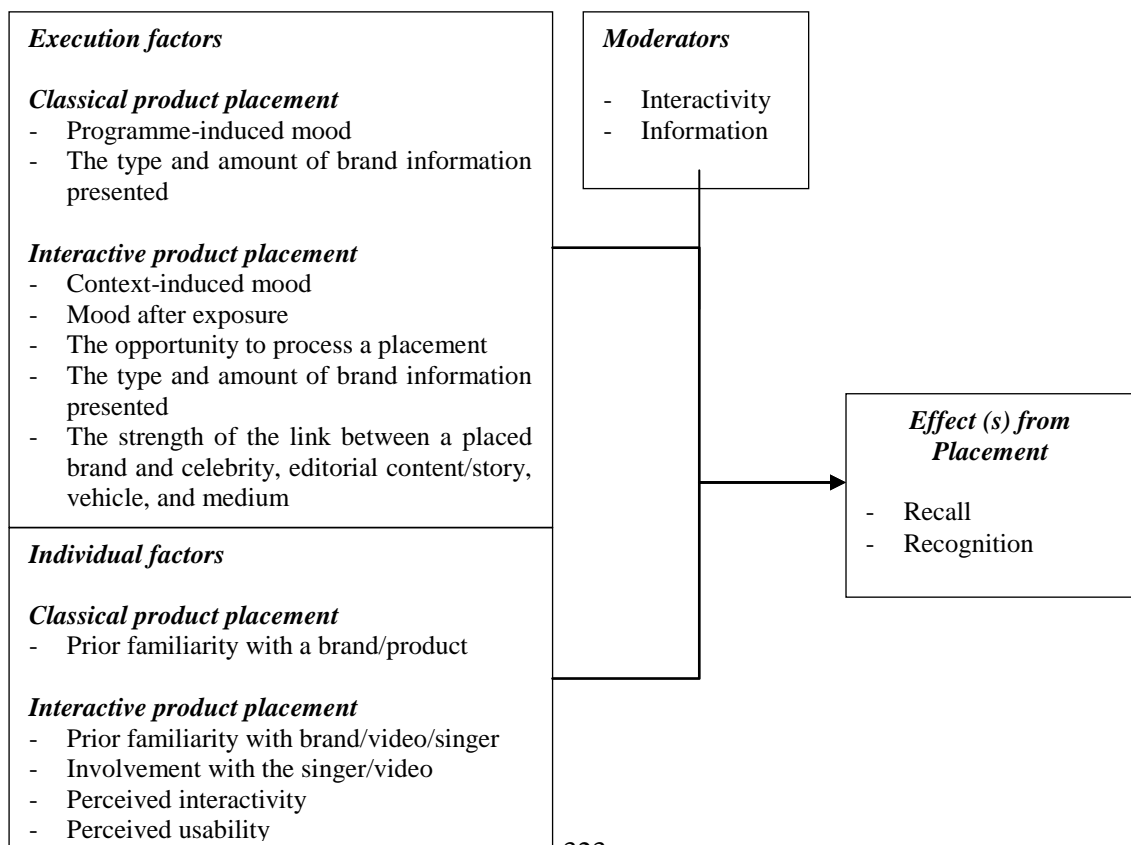 Execution factors
Classical product placement
- Programme-induced mood
- The type and amount of brand information
presented
Interactive product placement
- Context-induced mood
- Mood after exposure
- The opportunity to process a placement
- The type and amount of brand information
presented
- The strength of the link between a placed
brand and celebrity, editorial content/story,
vehicle, and medium
Individual factors
Classical product placement
- Prior familiarity with a brand/product
Interactive product placement
- Prior familiarity with brand/video/singer
- Involvement with the singer/video
- Perceived interactivity
- Perceived usability
Moderators
- Interactivity
- Information
Effect (s) from
Placement
- Recall
- Recognition